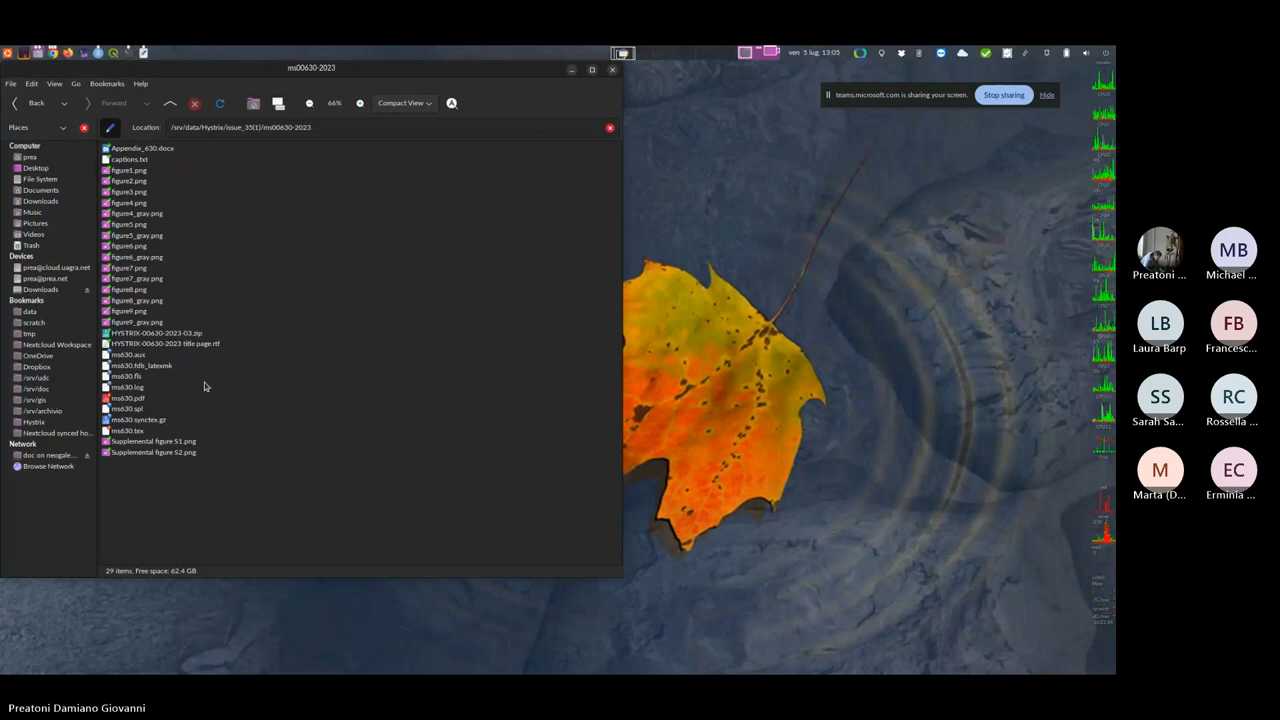 ven 5 lug, 13:05
ms00630-2023
File Edit View Go Bookmarks Help
Back Forward 66% Compact View
teams.microsoft.com is sharing your screen. Stop sharing Hide
Places Location: /srv/data/Hystrix/issue_35(1)/ms00630-2023
Computer
prea
Desktop
File System
Documents
Downloads
Music
Pictures
Videos
Trash
Devices
prea@cloud.uagra.net
prea@prea.net
Downloads
Bookmarks
data
scratch
tmp
Nextcloud Workspace
OneDrive
Dropbox
/srv/udc
/srv/doc
/srv/gis
/srv/archivio
Hystrix
Nextcloud synced ho...
Network
doc on neogale...
Browse Network
Appendix_630.docx
captions.txt
figure1.png
figure2.png
figure3.png
figure4.png
figure4_gray.png
figure5.png
figure5_gray.png
figure6.png
figure6_gray.png
figure7.png
figure7_gray.png
figure8.png
figure8_gray.png
figure9.png
figure9_gray.png
HYSTRIX-00630-2023-03.zip
HYSTRIX-00630-2023 title page.rtf
ms630.aux
ms630.fdb_latexmk
ms630.fls
ms630.log
ms630.pdf
ms630.spl
ms630.synctex.gz
ms630.tex
Supplemental figure S1.png
Supplemental figure S2.png
29 items, Free space: 62.4 GB
Preatoni ...
MB
Michael ...
LB
Laura Barp
FB
Francesc...
SS
Sarah Sa...
RC
Rossella ...
M
Marta (D...
EC
Erminia ...
Preatoni Damiano Giovanni